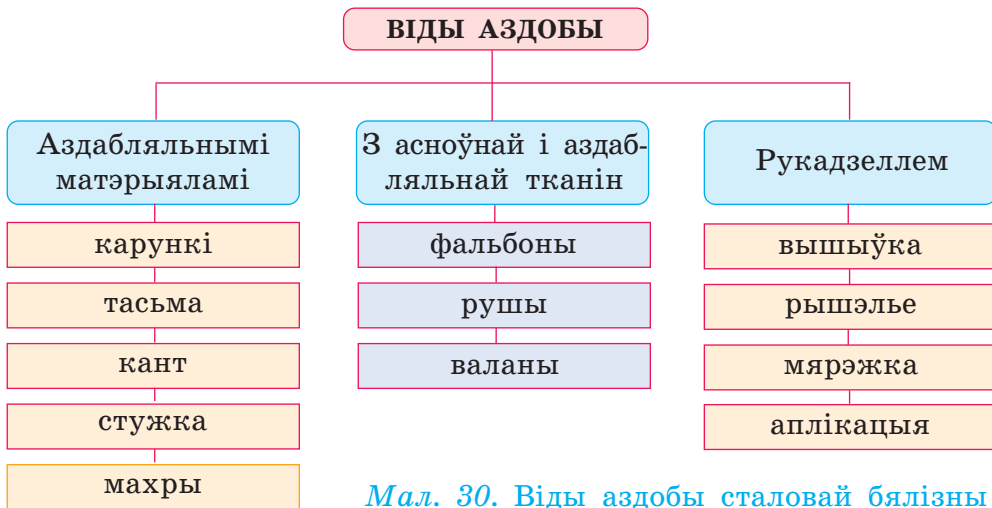 ВІДЫ АЗДОБЫ
Аздабляльнымі
матэрыяламі
карункі
тасьма
кант
стужка
махры
З асноўнай і аздаб-
ляльнай тканін
фальбоны
рушы
валаны
Рукадзеллем
вышыўка
рышэлье
мярэжка
аплікацыя
Мал. 30. Віды аздобы сталовай бялізны